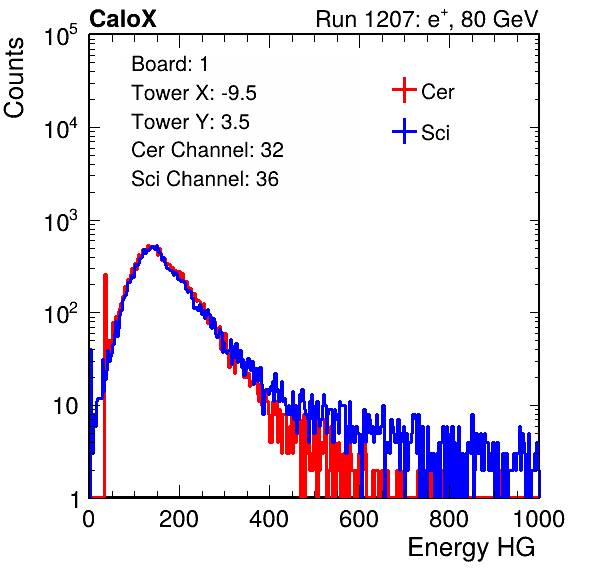 CaloX Run 1207: e⁺, 80 GeV
Counts
Board: 1
Tower X: -9.5
Tower Y: 3.5
Cer Channel: 32
Sci Channel: 36
Cer
Sci
10⁵
10⁴
10³
10²
10
1
0 200 400 600 800 1000
Energy HG